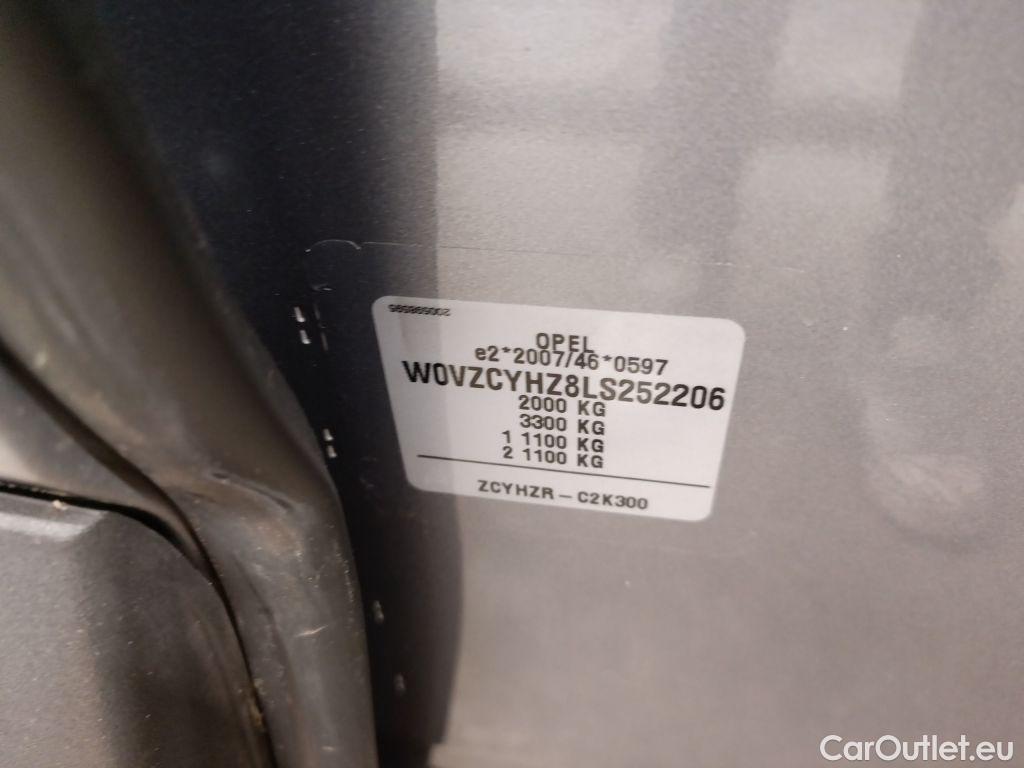 OPEL
e2*2007/46*0597
W0VZCYHZ8LS252206
2000 KG
3300 KG
1 1100 KG
2 1100 KG
ZCYHZR – C2K300
CarOutlet.eu